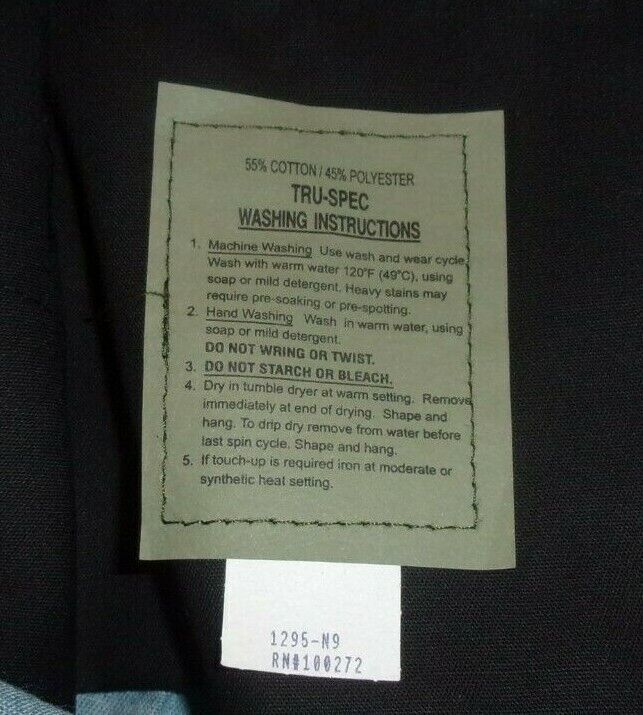 55% COTTON / 45% POLYESTER
TRU-SPEC
WASHING INSTRUCTIONS
1. Machine Washing Use wash and wear cycle.
Wash with warm water 120°F (49°C), using
soap or mild detergent. Heavy stains may
require pre-soaking or pre-spotting.
2. Hand Washing Wash in warm water, using
soap or mild detergent.
DO NOT WRING OR TWIST.
3. DO NOT STARCH OR BLEACH.
4. Dry in tumble dryer at warm setting. Remove
immediately at end of drying. Shape and
hang. To drip dry remove from water before
last spin cycle. Shape and hang.
5. If touch-up is required iron at moderate or
synthetic heat setting.
1295-N9
RN#100272